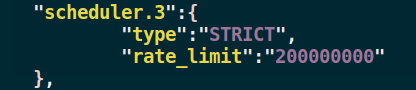 "scheduler.3":{
"type":"STRICT",
"rate_limit":"200000000"
},